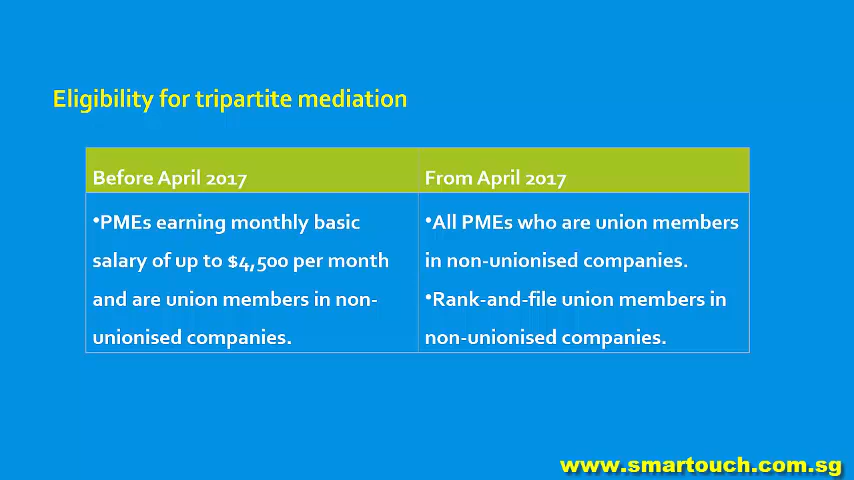 Eligibility for tripartite mediation
Before April 2017
From April 2017
•PMEs earning monthly basic
salary of up to $4,500 per month
and are union members in non-
unionised companies.
•All PMEs who are union members
in non-unionised companies.
•Rank-and-file union members in
non-unionised companies.
www.smartouch.com.sg